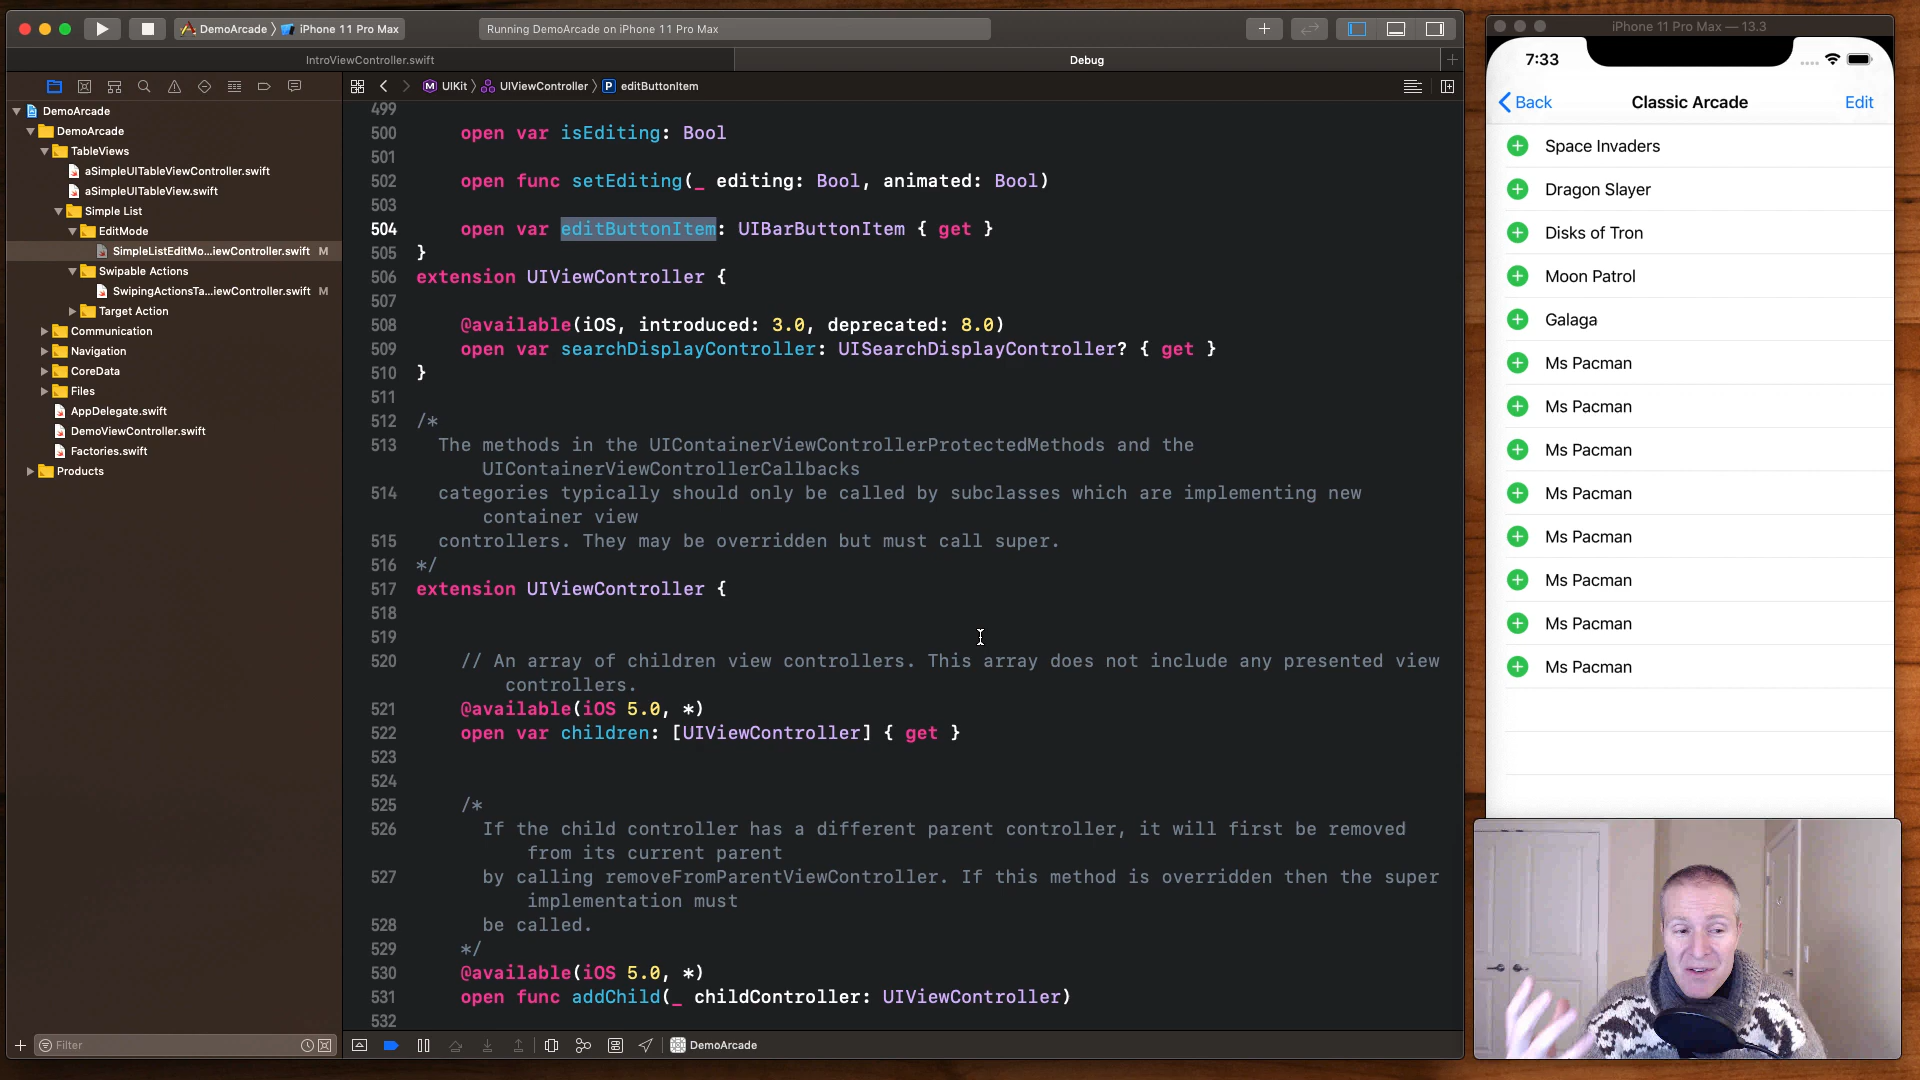 DemoArcade
iPhone 11 Pro Max
Running DemoArcade on iPhone 11 Pro Max
IntroViewController.swift
Debug
UIKit
UIViewController
P
editButtonItem
DemoArcade
DemoArcade
TableViews
aSimpleUITableViewController.swift
aSimpleUITableView.swift
Simple List
EditMode
SimpleListEditMo...iewController.swift M
Swipable Actions
SwipingActionsTa...iewController.swift M
Target Action
Communication
Navigation
CoreData
Files
AppDelegate.swift
DemoViewController.swift
Factories.swift
Products
Filter
499
500 open var isEditing: Bool
501
502 open func setEditing(_ editing: Bool, animated: Bool)
503
504 open var editButtonItem: UIBarButtonItem { get }
505 }
506 extension UIViewController {
507
508 @available(iOS, introduced: 3.0, deprecated: 8.0)
509 open var searchDisplayController: UISearchDisplayController? { get }
510 }
511
512 /*
513 The methods in the UIContainerViewControllerProtectedMethods and the
UIContainerViewControllerCallbacks
514 categories typically should only be called by subclasses which are implementing new
container view
515 controllers. They may be overridden but must call super.
516 */
517 extension UIViewController {
518
519
520 // An array of children view controllers. This array does not include any presented view
controllers.
521 @available(iOS 5.0, *)
522 open var children: [UIViewController] { get }
523
524
525 /*
526 If the child controller has a different parent controller, it will first be removed
from its current parent
527 by calling removeFromParentViewController. If this method is overridden then the super
implementation must
528 be called.
529 */
530 @available(iOS 5.0, *)
531 open func addChild(_ childController: UIViewController)
532
DemoArcade
iPhone 11 Pro Max — 13.3
7:33
Back
Classic Arcade
Edit
Space Invaders
Dragon Slayer
Disks of Tron
Moon Patrol
Galaga
Ms Pacman
Ms Pacman
Ms Pacman
Ms Pacman
Ms Pacman
Ms Pacman
Ms Pacman
Ms Pacman